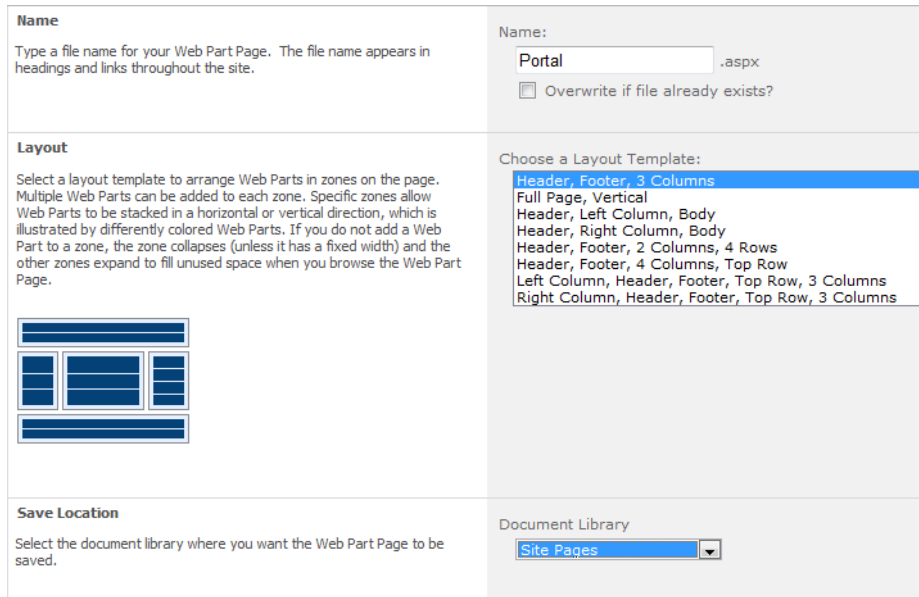 Name
Type a file name for your Web Part Page.  The file name appears in
headings and links throughout the site.
Name:
Portal .aspx
Overwrite if file already exists?
Layout
Select a layout template to arrange Web Parts in zones on the page.
Multiple Web Parts can be added to each zone. Specific zones allow
Web Parts to be stacked in a horizontal or vertical direction, which is
illustrated by differently colored Web Parts. If you do not add a Web
Part to a zone, the zone collapses (unless it has a fixed width) and the
other zones expand to fill unused space when you browse the Web Part
Page.
Choose a Layout Template:
Header, Footer, 3 Columns
Full Page, Vertical
Header, Left Column, Body
Header, Right Column, Body
Header, Footer, 2 Columns, 4 Rows
Header, Footer, 4 Columns, Top Row
Left Column, Header, Footer, Top Row, 3 Columns
Right Column, Header, Footer, Top Row, 3 Columns
Save Location
Select the document library where you want the Web Part Page to be
saved.
Document Library
Site Pages